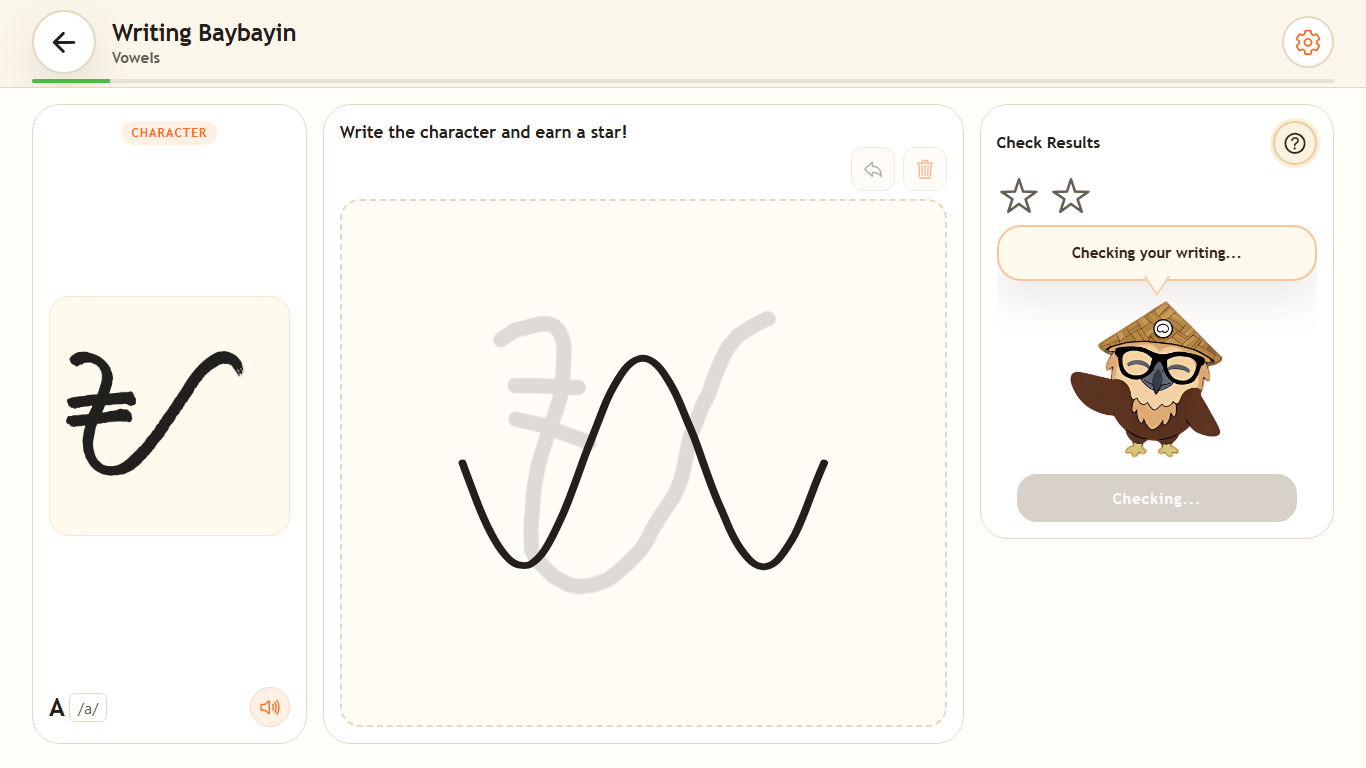 Writing Baybayin
Vowels
CHARACTER
ᜀ
A /a/
Write the character and earn a star!
Check Results
Checking your writing...
Checking...